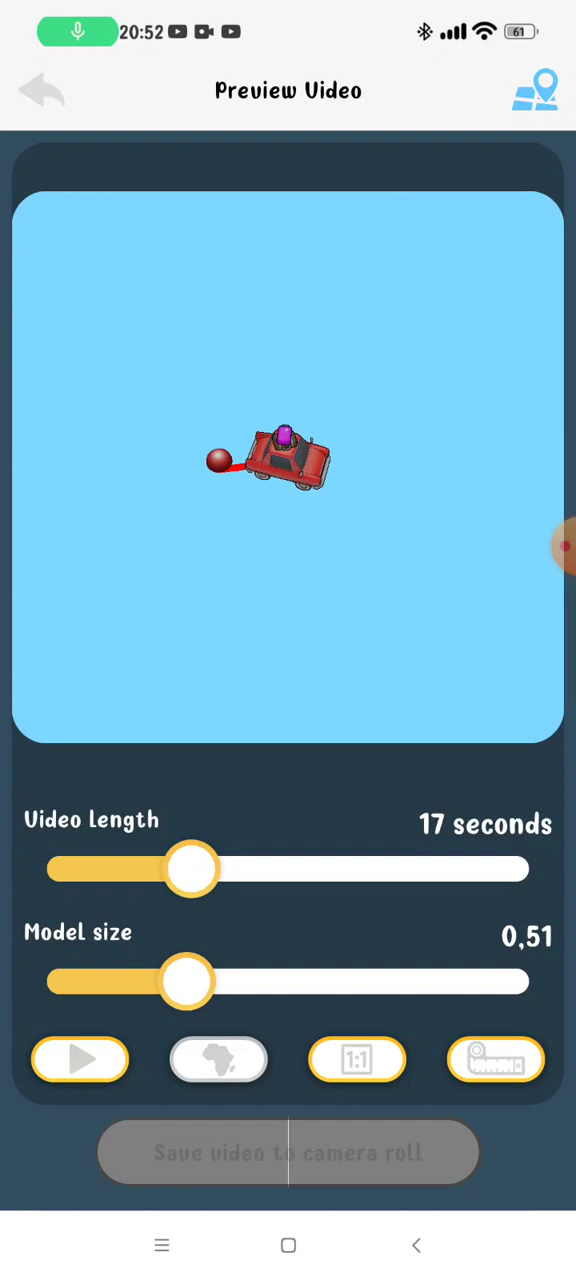 20:52
61
Preview Video
Video Length
17 seconds
Model size
0,51
1:1
Save video to camera roll